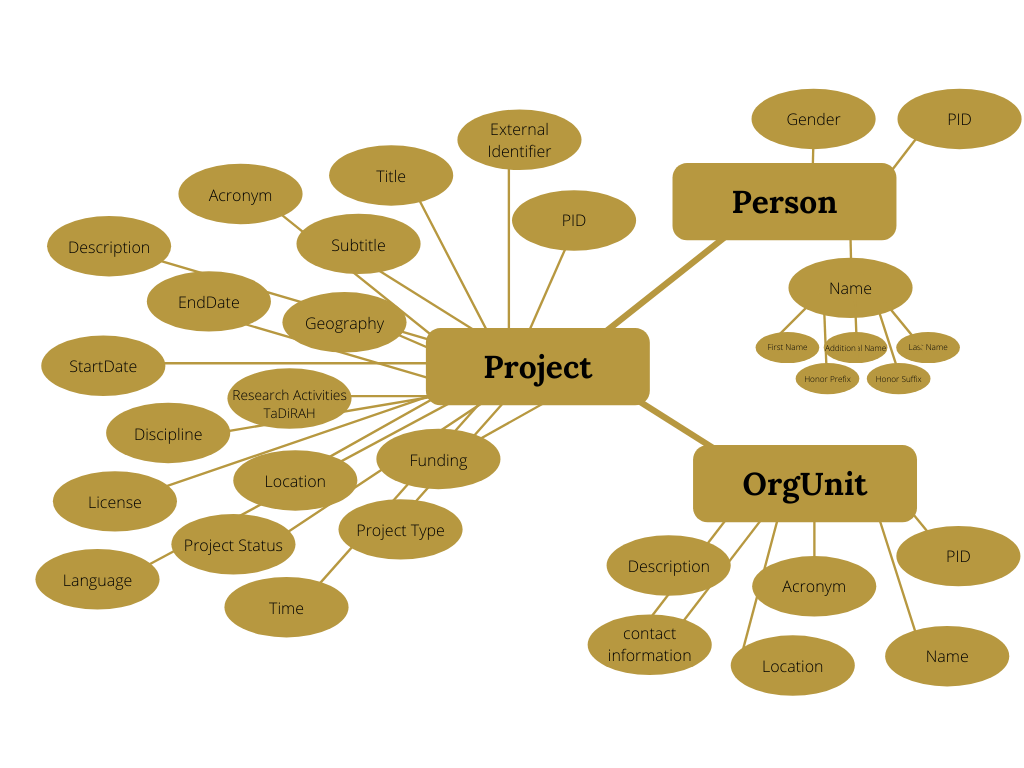 External
Identifier
Gender
PID
Title
Acronym
Person
PID
Subtitle
Description
EndDate
Geography
Name
StartDate
Project
First Name
Additional Name
Last Name
Honor Prefix
Honor Suffix
Research Activities
TaDiRAH
Discipline
Funding
Location
OrgUnit
License
Project Type
Project Status
PID
Description
Language
Acronym
Time
contact
information
Name
Location